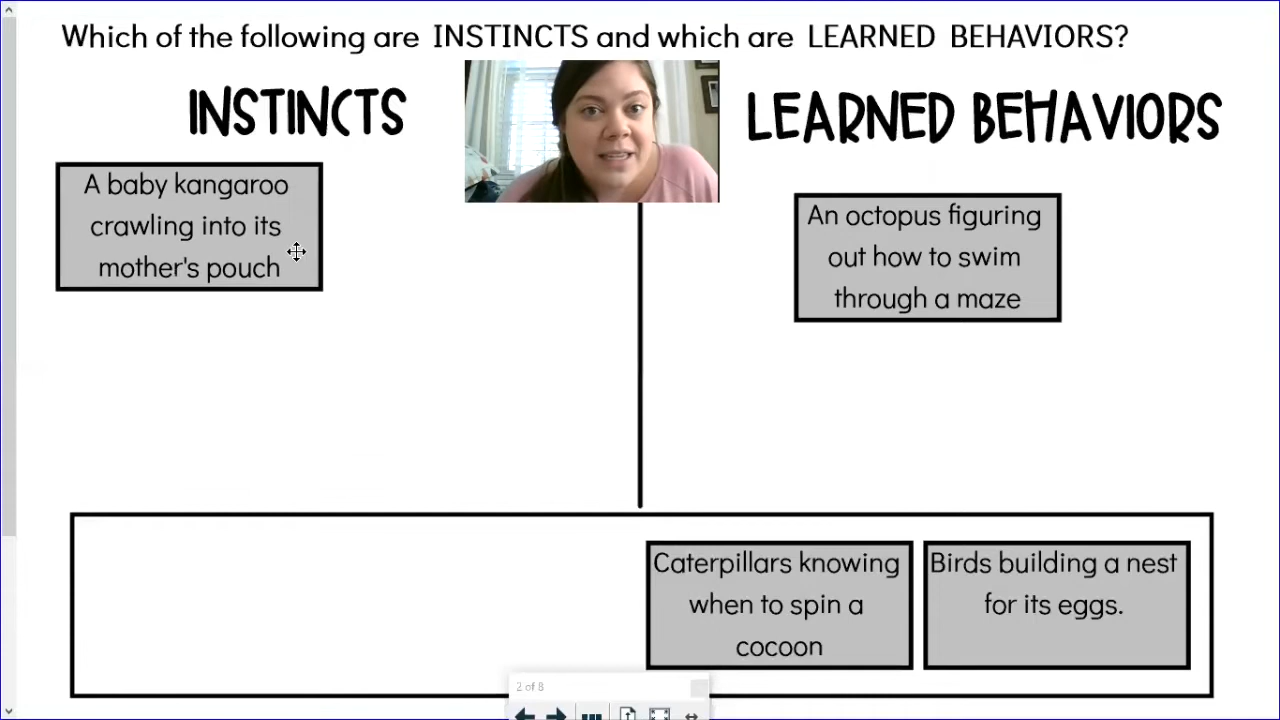 Which of the following are INSTINCTS and which are LEARNED BEHAVIORS?
INSTINCTS
LEARNED BEHAVIORS
A baby kangaroo
crawling into its
mother's pouch
An octopus figuring
out how to swim
through a maze
Caterpillars knowing
when to spin a
cocoon
Birds building a nest
for its eggs.
2 of 8